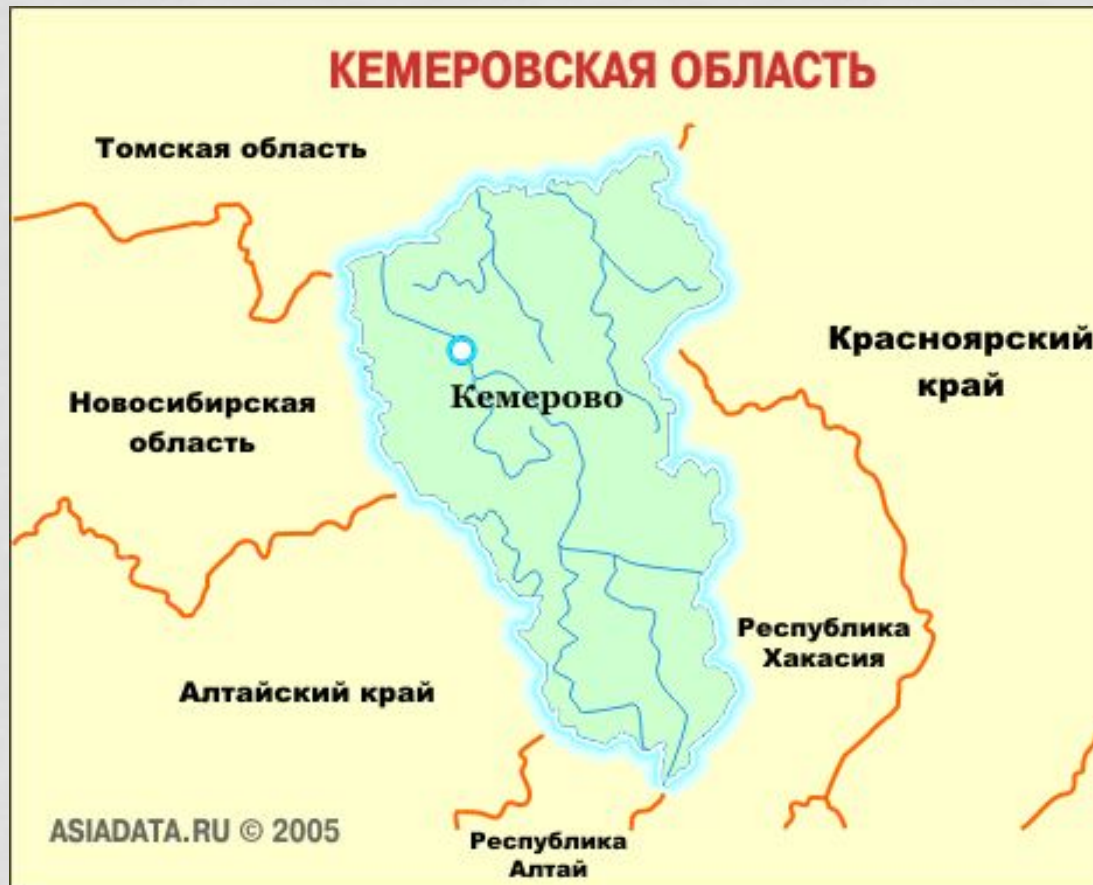 КЕМЕРОВСКАЯ ОБЛАСТЬ
Томская область
Красноярский
край
Новосибирская
область
Кемерово
Республика
Хакасия
Алтайский край
ASIADATA.RU © 2005
Республика
Алтай